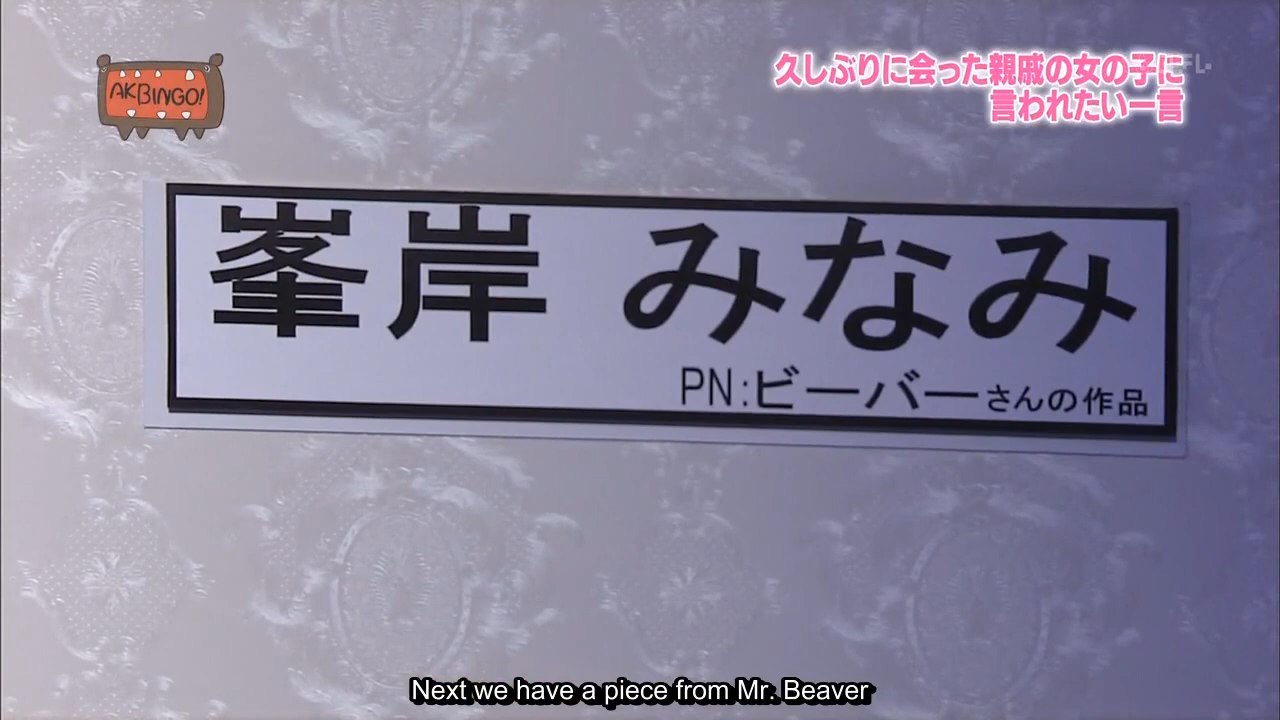 AKBINGO!
久しぶりに会った親戚の女の子に
言われたい一言
峯岸 みなみ
PN:ビーバーさんの作品
Next we have a piece from Mr. Beaver